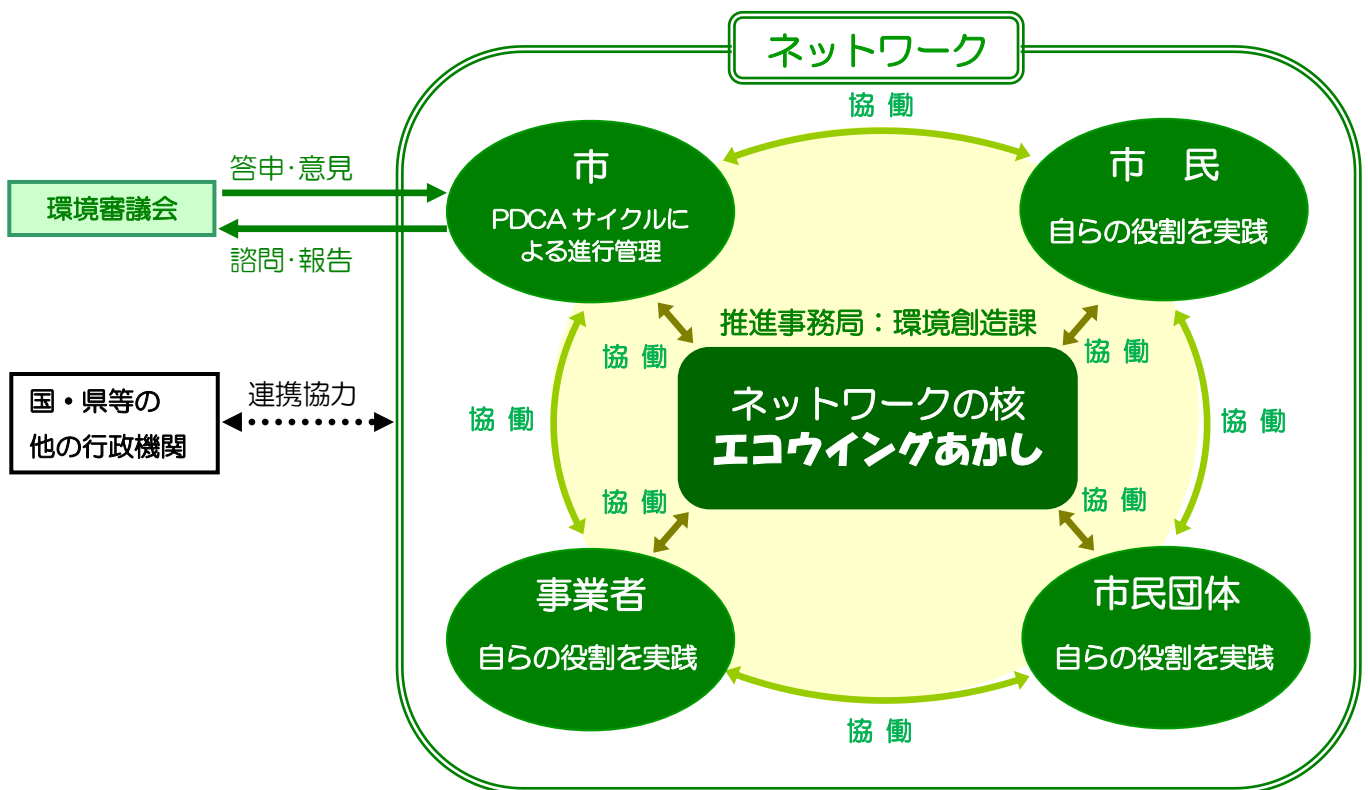 ネットワーク
協 働
市
PDCAサイクルに
よる進行管理
市　民
自らの役割を実践
答申・意見
環境審議会
諮問・報告
推進事務局：環境創造課
協 働
協 働
国・県等の
他の行政機関
連携協力
ネットワークの核
エコウイングあかし
協 働
協 働
協 働
協 働
事業者
自らの役割を実践
市民団体
自らの役割を実践
協 働